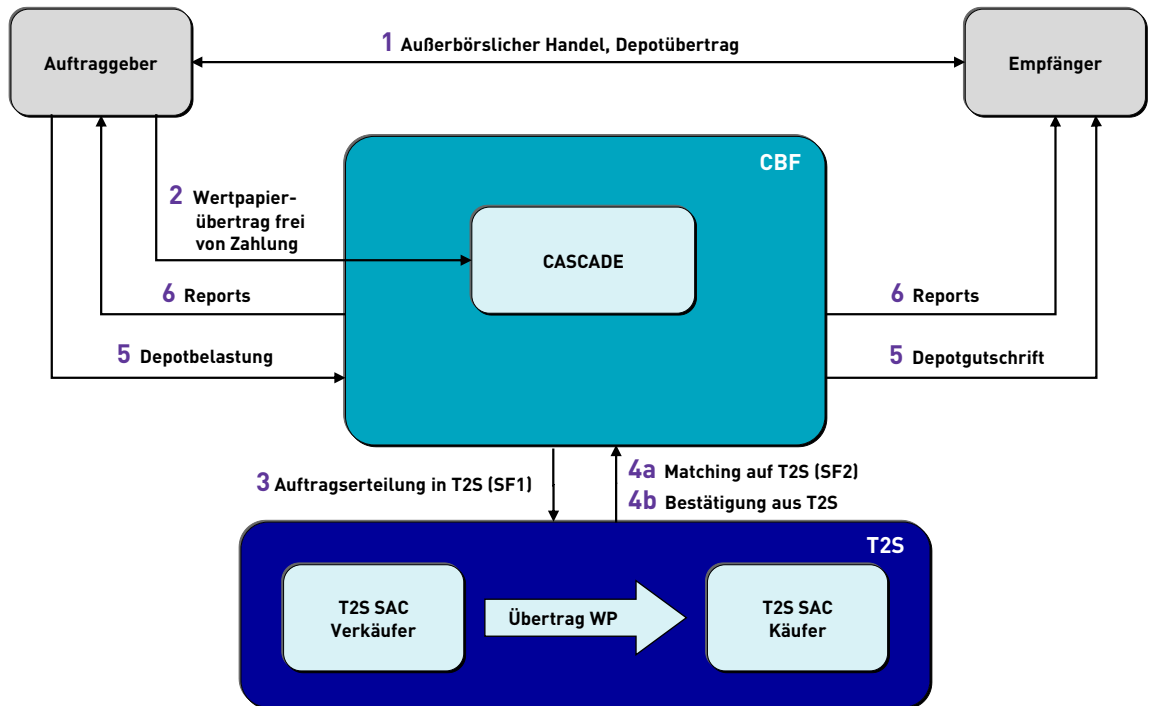 1 Außerbörslicher Handel, Depotübertrag
Auftraggeber
Empfänger
CBF
2 Wertpapier-
übertrag frei
von Zahlung
CASCADE
6 Reports
6 Reports
5 Depotbelastung
5 Depotgutschrift
3 Auftragserteilung in T2S (SF1)
4a Matching auf T2S (SF2)
4b Bestätigung aus T2S
T2S
T2S SAC
Verkäufer
Übertrag WP
T2S SAC
Käufer